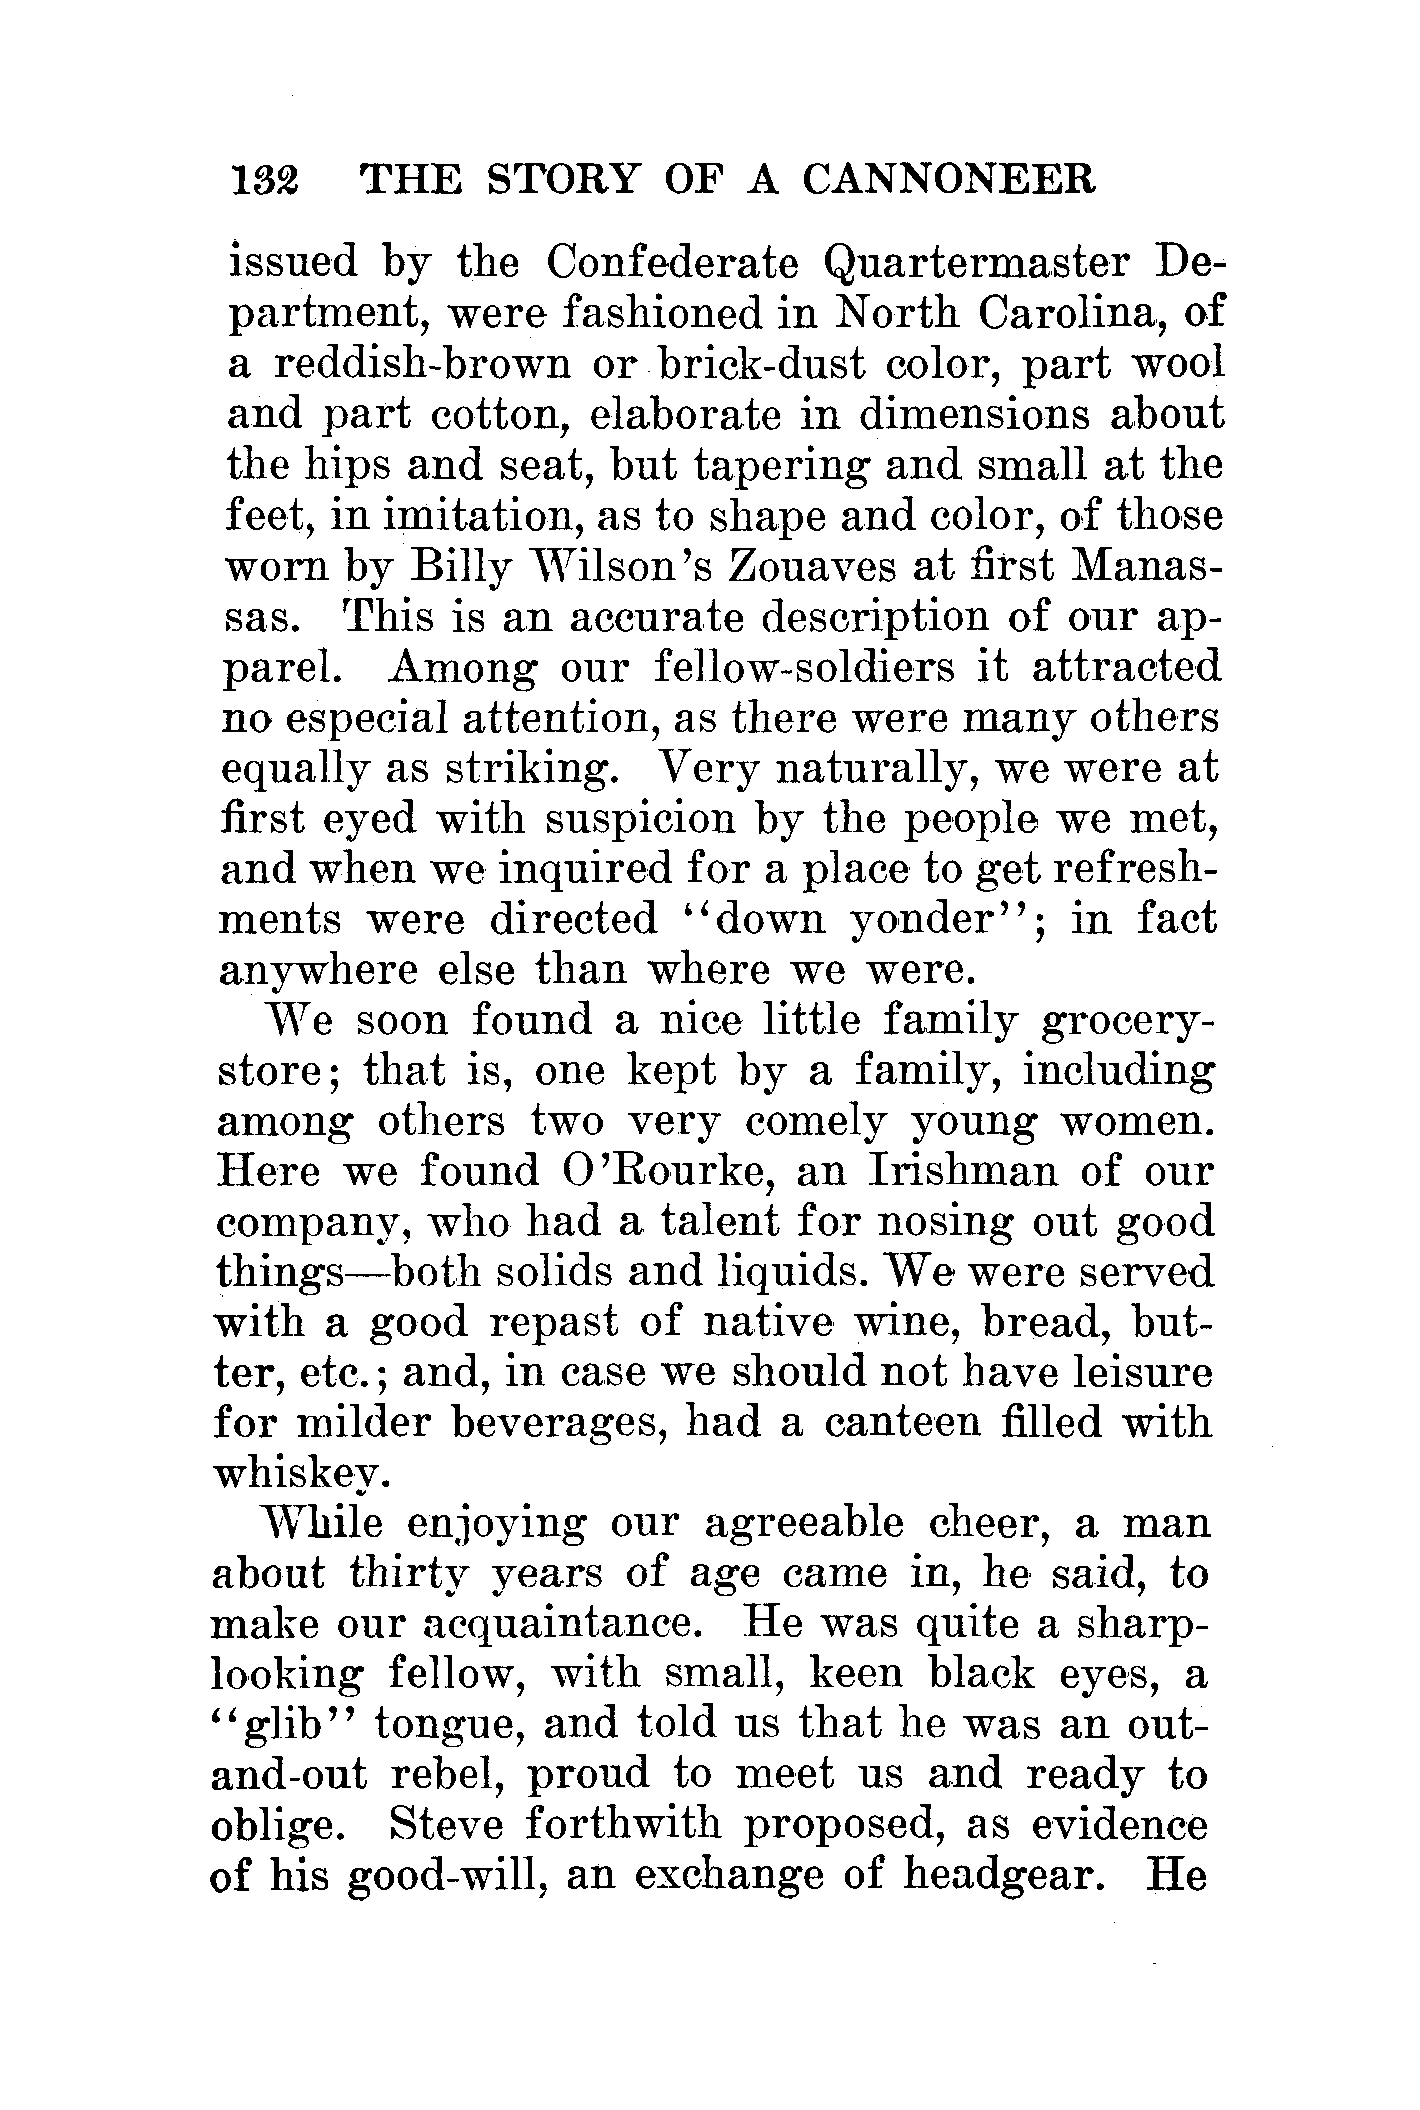 132 THE STORY OF A CANNONEER
issued by the Confederate Quartermaster De-
partment, were fashioned in North Carolina, of
a reddish-brown or brick-dust color, part wool
and part cotton, elaborate in dimensions about
the hips and seat, but tapering and small at the
feet, in imitation, as to shape and color, of those
worn by Billy Wilson's Zouaves at first Manas-
sas. This is an accurate description of our ap-
parel. Among our fellow-soldiers it attracted
no especial attention, as there were many others
equally as striking. Very naturally, we were at
first eyed with suspicion by the people we met,
and when we inquired for a place to get refresh-
ments were directed "down yonder"; in fact
anywhere else than where we were.
We soon found a nice little family grocery-
store; that is, one kept by a family, including
among others two very comely young women.
Here we found O'Rourke, an Irishman of our
company, who had a talent for nosing out good
things—both solids and liquids. We were served
with a good repast of native wine, bread, but-
ter, etc.; and, in case we should not have leisure
for milder beverages, had a canteen filled with
whiskey.
While enjoying our agreeable cheer, a man
about thirty years of age came in, he said, to
make our acquaintance. He was quite a sharp-
looking fellow, with small, keen black eyes, a
"glib" tongue, and told us that he was an out-
and-out rebel, proud to meet us and ready to
oblige. Steve forthwith proposed, as evidence
of his good-will, an exchange of headgear. He